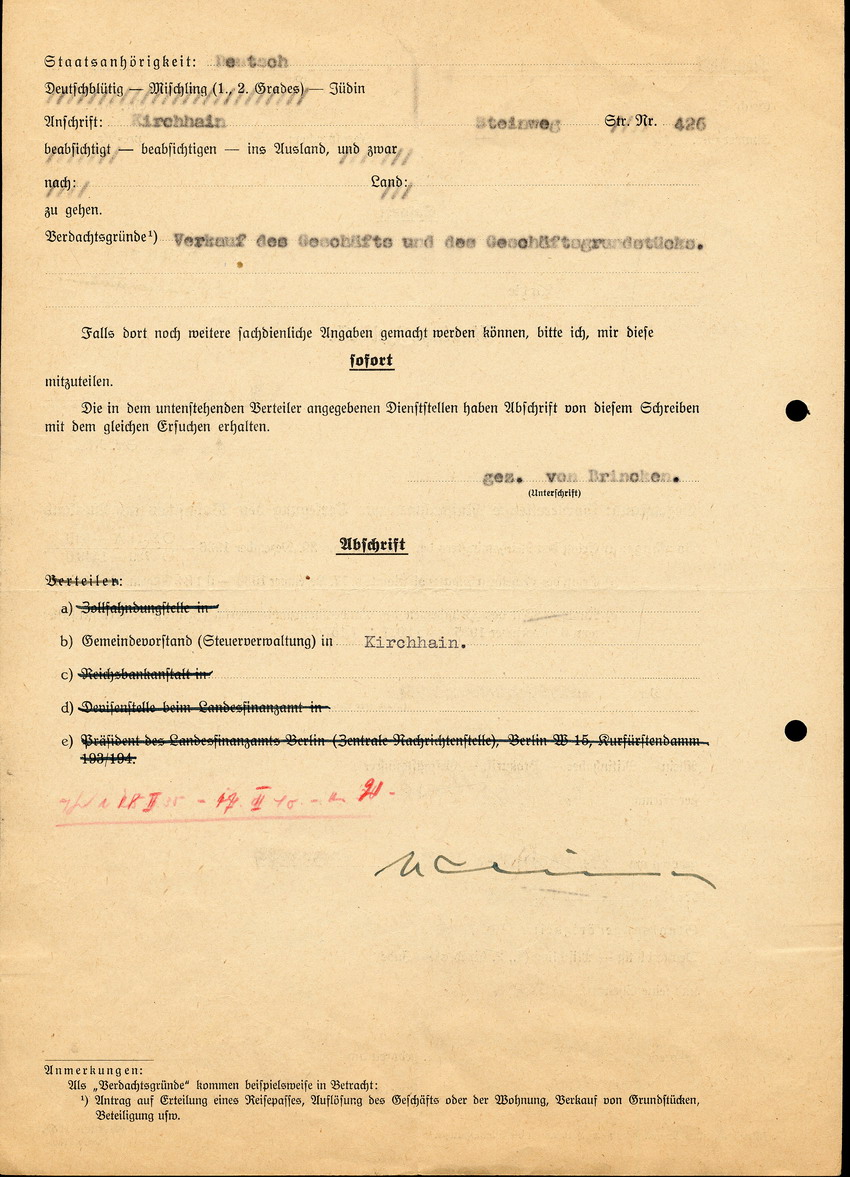 Staatsanhörigkeit: Deutsch
Deutschblütig — Mischling (1., 2. Grades) — Jüdin
Anschrift: Kirchhain Steinweg Str. Nr. 426
beabsichtigt — beabsichtigen — ins Ausland, und zwar
nach: Land:
zu gehen.
Verdachtsgründe¹) Verkauf des Geschäfts und des Geschäftsgrundstücks.
Falls dort noch weitere sachdienliche Angaben gemacht werden können, bitte ich, mir diese
sofort
mitzuteilen.
Die in dem untenstehenden Verteiler angegebenen Dienststellen haben Abschrift von diesem Schreiben
mit dem gleichen Ersuchen erhalten.
gez. von Brincken.
(Unterschrift)
Abschrift
Verteiler:
a) Zollfahndungstelle in
b) Gemeindevorstand (Steuerverwaltung) in Kirchhain.
c) Reichsbankanstalt in
d) Devisenstelle beim Landesfinanzamt in
e) Präsident des Landesfinanzamts Berlin (Zentrale Nachrichtenstelle), Berlin W 15, Kurfürstendamm
193/194.
Anmerkungen:
Als „Verdachtsgründe“ kommen beispielsweise in Betracht:
¹) Antrag auf Erteilung eines Reisepasses, Auflösung des Geschäfts oder der Wohnung, Verkauf von Grundstücken,
Beteiligung usw.